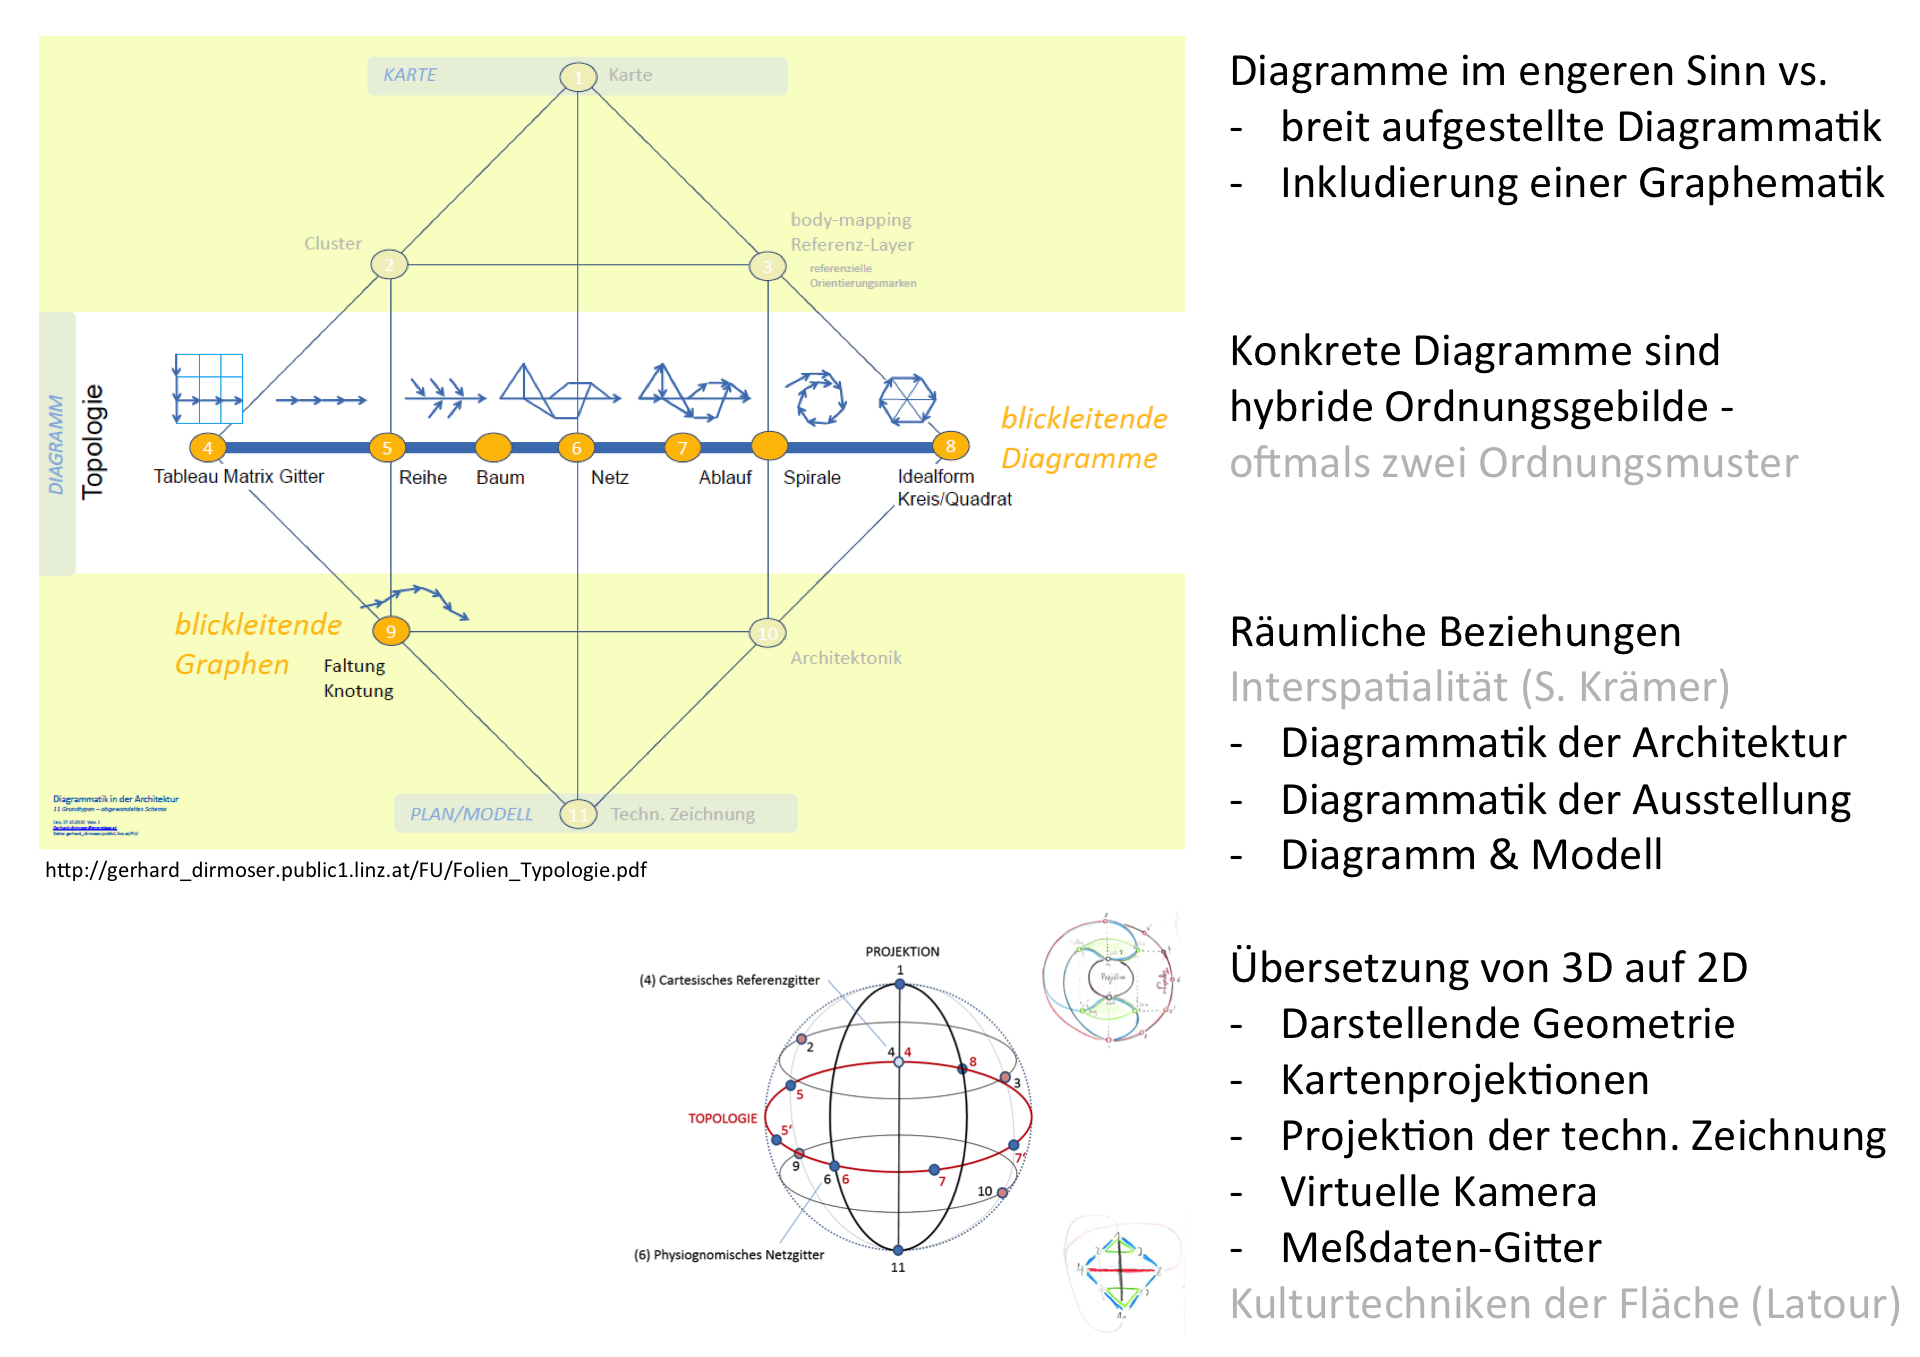 KARTE
1
Karte
Cluster
2
body-mapping
Referenz-Layer
3
referenzielle
Orientierungsmarken
DIAGRAMM
Topologie
4
5
6
7
8
Tableau Matrix Gitter
Reihe
Baum
Netz
Ablauf
Spirale
Idealform
Kreis/Quadrat
blickleitende
Diagramme
blickleitende
Graphen
9
Faltung
Knotung
10
Architektonik
PLAN/MODELL
11
Techn. Zeichnung
Diagrammatik in der Architektur
11 Grundtypen – abgewandeltes Schema
http://gerhard_dirmoser.public1.linz.at/FU/Folien_Typologie.pdf
Diagramme im engeren Sinn vs.
- breit aufgestellte Diagrammatik
- Inkludierung einer Graphematik
Konkrete Diagramme sind
hybride Ordnungsgebilde -
oftmals zwei Ordnungsmuster
Räumliche Beziehungen
Interspatialität (S. Krämer)
- Diagrammatik der Architektur
- Diagrammatik der Ausstellung
- Diagramm & Modell
Übersetzung von 3D auf 2D
- Darstellende Geometrie
- Kartenprojektionen
- Projektion der techn. Zeichnung
- Virtuelle Kamera
- Meßdaten-Gitter
Kulturtechniken der Fläche (Latour)
PROJEKTION
1
(4) Cartesisches Referenzgitter
2
4 4
8
3
5
TOPOLOGIE
5'
7'
9
6 6
7
10
(6) Physiognomisches Netzgitter
11